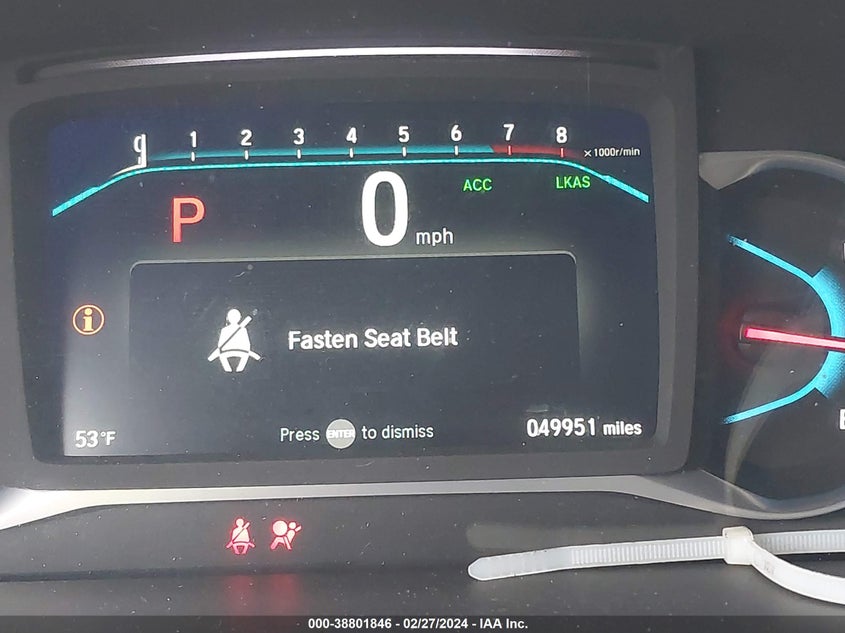 0 1 2 3 4 5 6 7 8
×1000r/min
ACC LKAS
P 0 mph
i
Fasten Seat Belt
53°F Press ENTER to dismiss 049951 miles
000-38801846 - 02/27/2024 - IAA Inc.